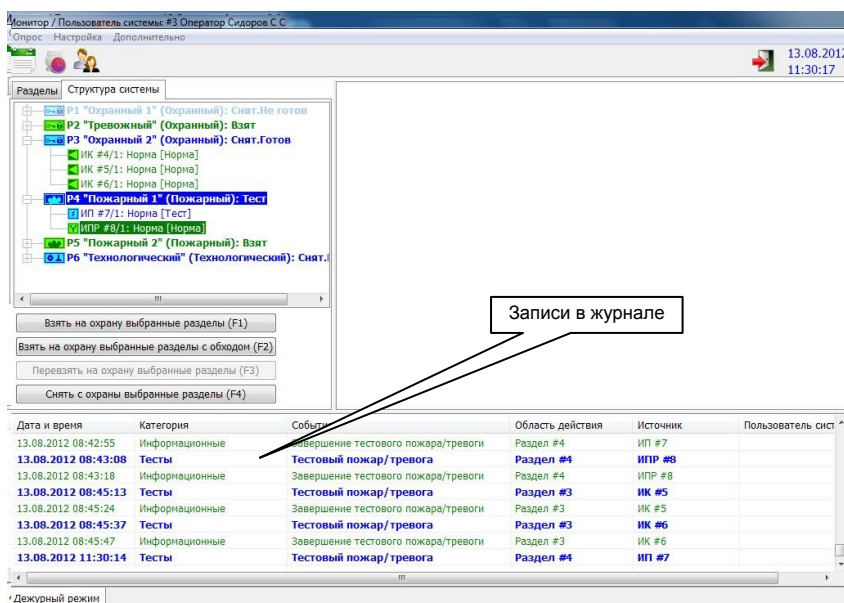 Монитор / Пользователь системы: #3 Оператор Сидоров С С
Опрос Настройка Дополнительно
13.08.2012
11:30:17
Разделы Структура системы
P1 "Охранный 1" (Охранный): Снят.Не готов
P2 "Тревожный" (Охранный): Взят
P3 "Охранный 2" (Охранный): Снят.Готов
ИК #4/1: Норма [Норма]
ИК #5/1: Норма [Норма]
ИК #6/1: Норма [Норма]
P4 "Пожарный 1" (Пожарный): Тест
ИП #7/1: Норма [Тест]
ИПР #8/1: Норма [Норма]
P5 "Пожарный 2" (Пожарный): Взят
P6 "Технологический" (Технологический): Снят.
Записи в журнале
Взять на охрану выбранные разделы (F1)
Взять на охрану выбранные разделы с обходом (F2)
Перевзять на охрану выбранные разделы (F3)
Снять с охраны выбранные разделы (F4)
Дата и время Категория Событи Область действия Источник Пользователь сист
13.08.2012 08:42:55 Информационные Завершение тестового пожара/тревоги Раздел #4 ИП #7
13.08.2012 08:43:08 Тесты Тестовый пожар/тревога Раздел #4 ИПР #8
13.08.2012 08:43:18 Информационные Завершение тестового пожара/тревоги Раздел #4 ИПР #8
13.08.2012 08:45:13 Тесты Тестовый пожар/тревога Раздел #3 ИК #5
13.08.2012 08:45:24 Информационные Завершение тестового пожара/тревоги Раздел #3 ИК #5
13.08.2012 08:45:37 Тесты Тестовый пожар/тревога Раздел #3 ИК #6
13.08.2012 08:45:47 Информационные Завершение тестового пожара/тревоги Раздел #3 ИК #6
13.08.2012 11:30:14 Тесты Тестовый пожар/тревога Раздел #4 ИП #7
Дежурный режим